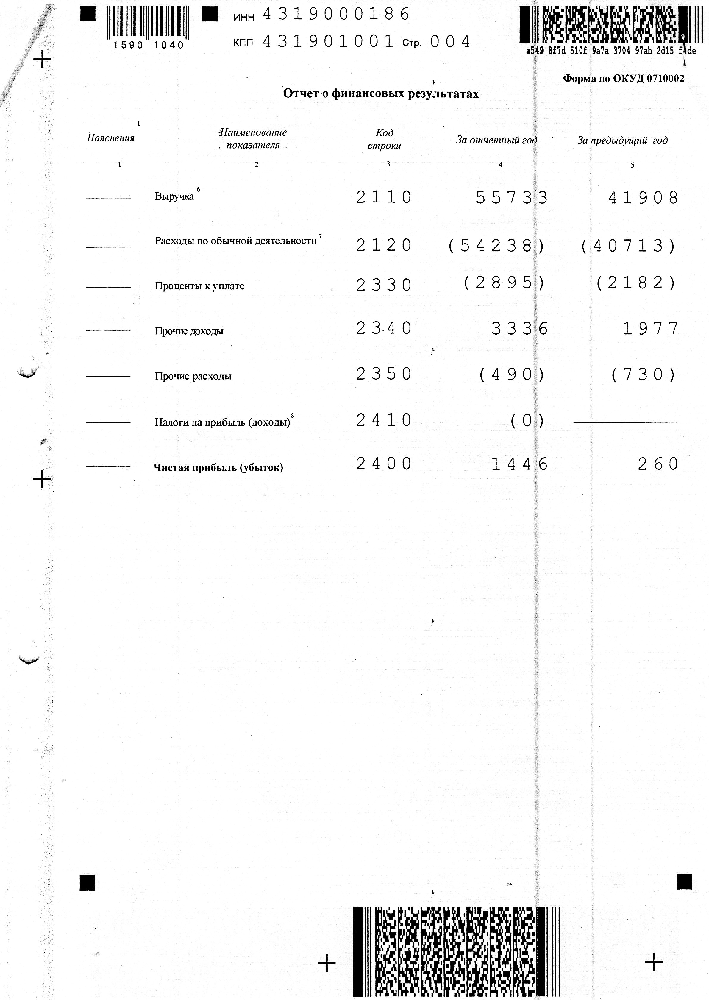 ИНН 4319000186
1590 1040
КПП 431901001 Стр. 004
a549 8f7d 510f 9a7a 3704 97ab 2d15 f4de
Форма по ОКУД 0710002
Отчет о финансовых результатах
Пояснения 1 Наименование показателя Код строки За отчетный год За предыдущий год
1 2 3 4 5
Выручка 6 2110 55733 41908
Расходы по обычной деятельности 7 2120 (54238) (40713)
Проценты к уплате 2330 (2895) (2182)
Прочие доходы 2340 3336 1977
Прочие расходы 2350 (490) (730)
Налоги на прибыль (доходы) 8 2410 (0)
Чистая прибыль (убыток) 2400 1446 260